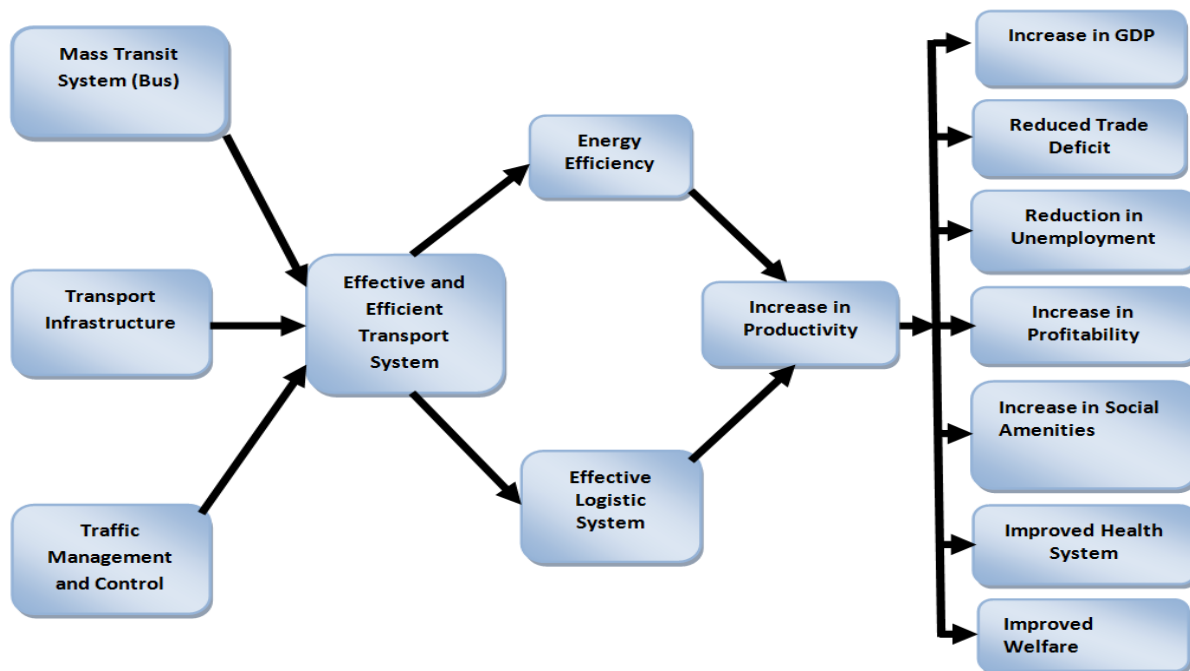 Mass Transit
System (Bus)
Transport
Infrastructure
Traffic
Management
and Control
Effective and
Efficient
Transport
System
Energy
Efficiency
Effective
Logistic
System
Increase in
Productivity
Increase in GDP
Reduced Trade
Deficit
Reduction in
Unemployment
Increase in
Profitability
Increase in Social
Amenities
Improved Health
System
Improved
Welfare